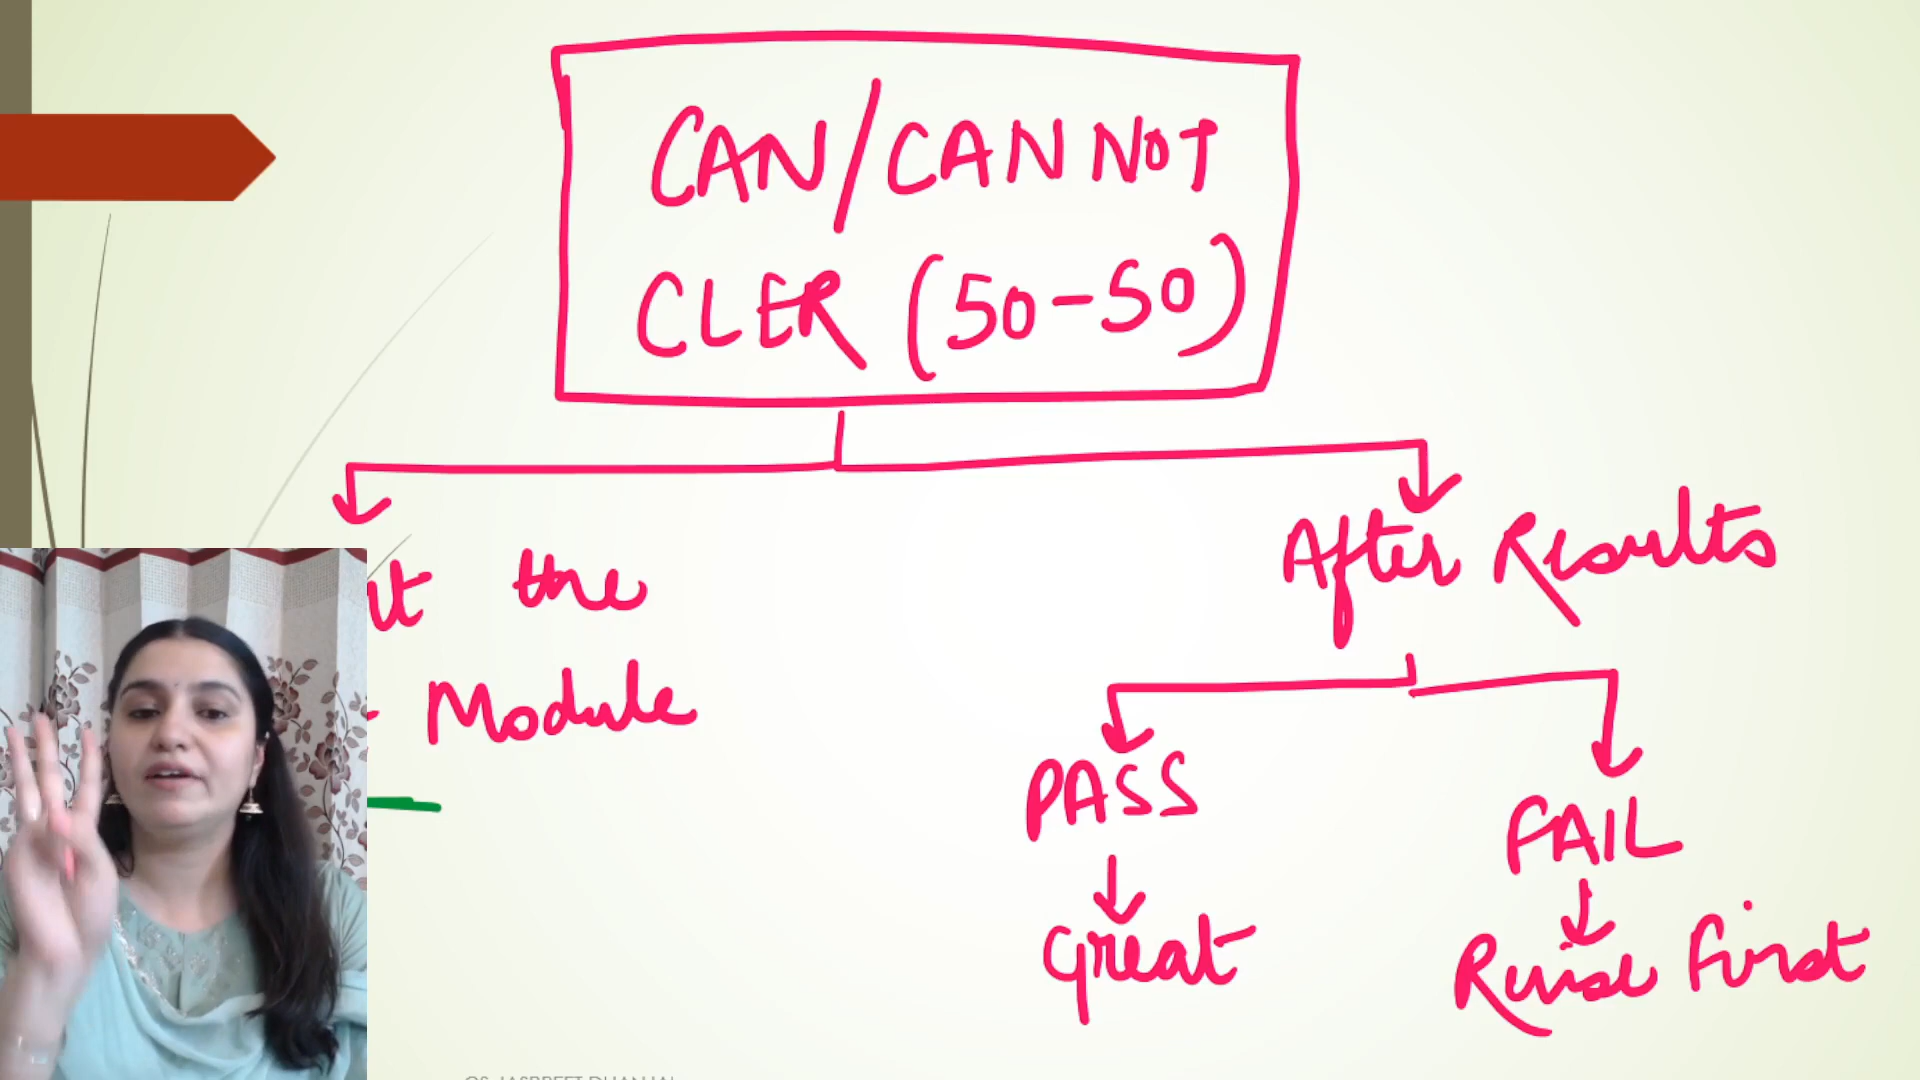 CAN/CANNOT
CLER (50-50)
After Results
the
Module
PASS
FAIL
Great
Revise First